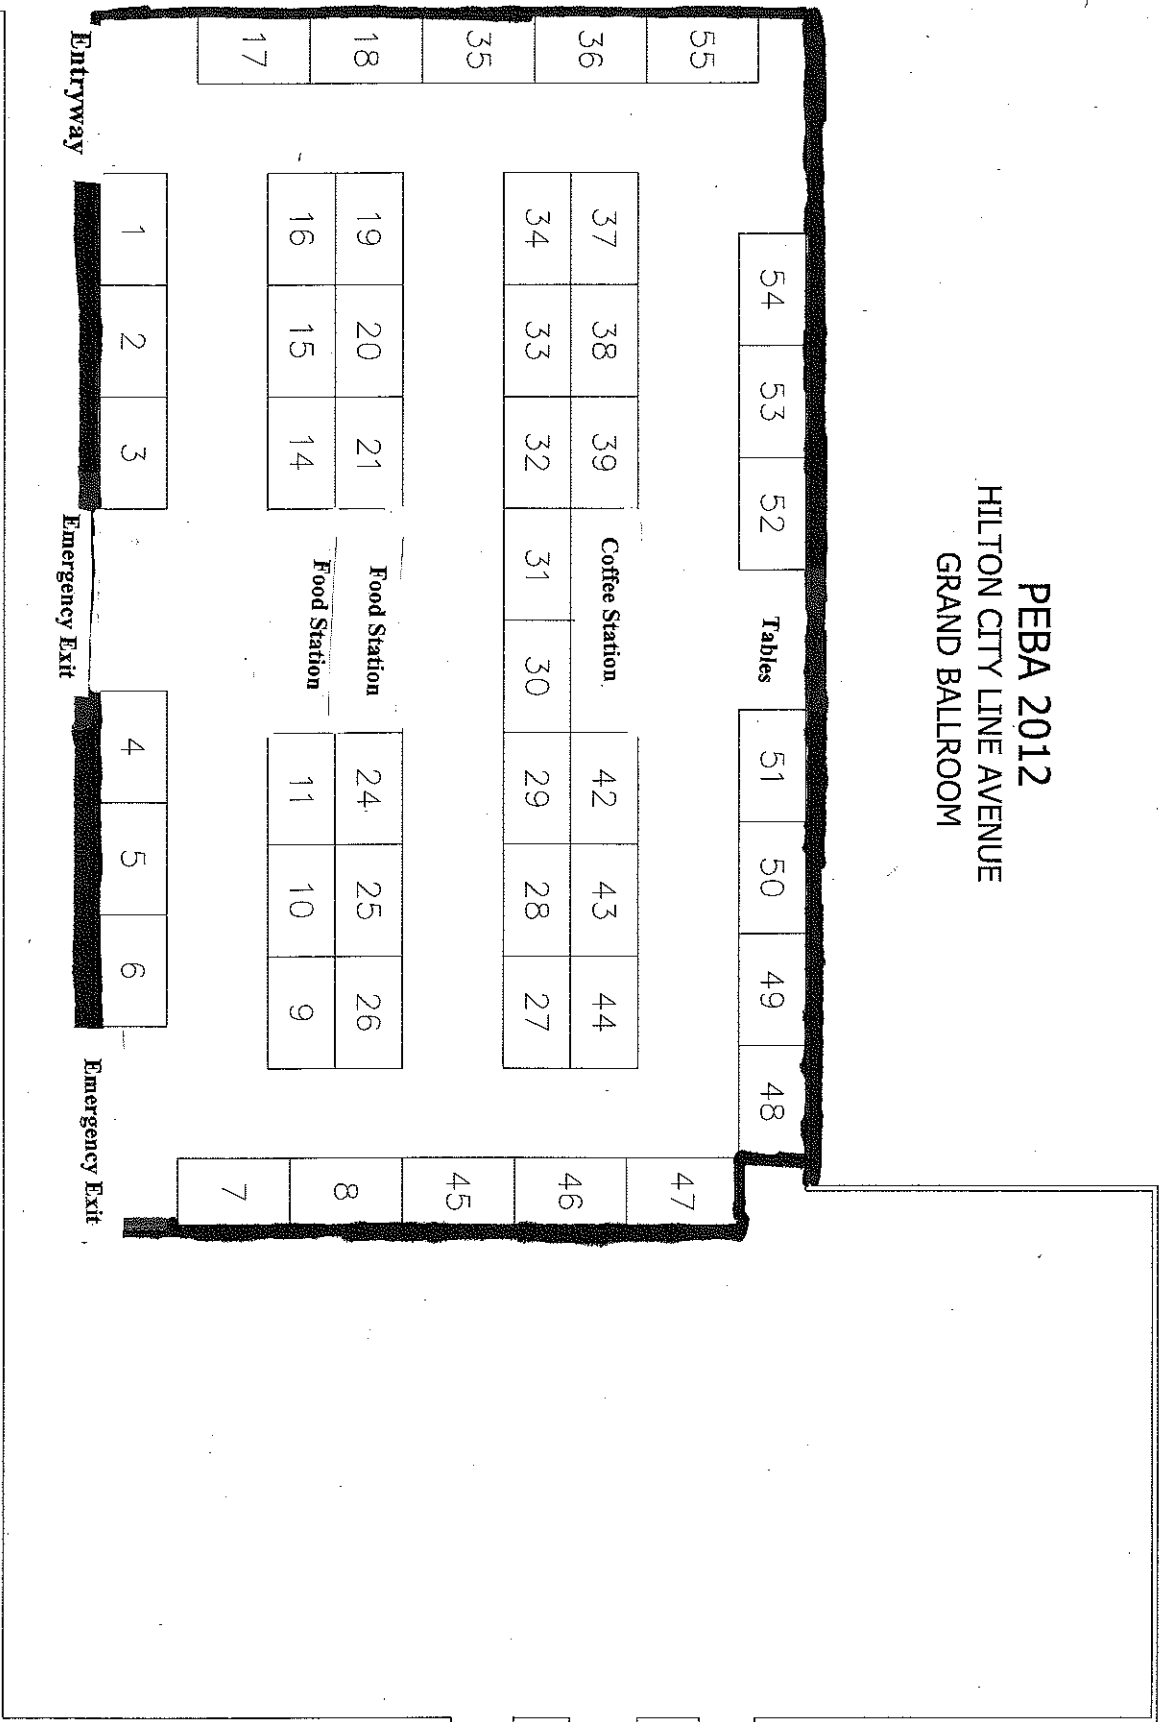 PEBA 2012
HILTON CITY LINE AVENUE
GRAND BALLROOM
54 53 52 Tables 51 50 49 48
55
36
35
18
17
37 38 39 Coffee Station 42 43 44
34 33 32 31 30 29 28 27
19 20 21 Food Station 24 25 26
16 15 14 Food Station 11 10 9
47
46
45
8
7
1 2 3 4 5 6
Entryway
Emergency Exit
Emergency Exit